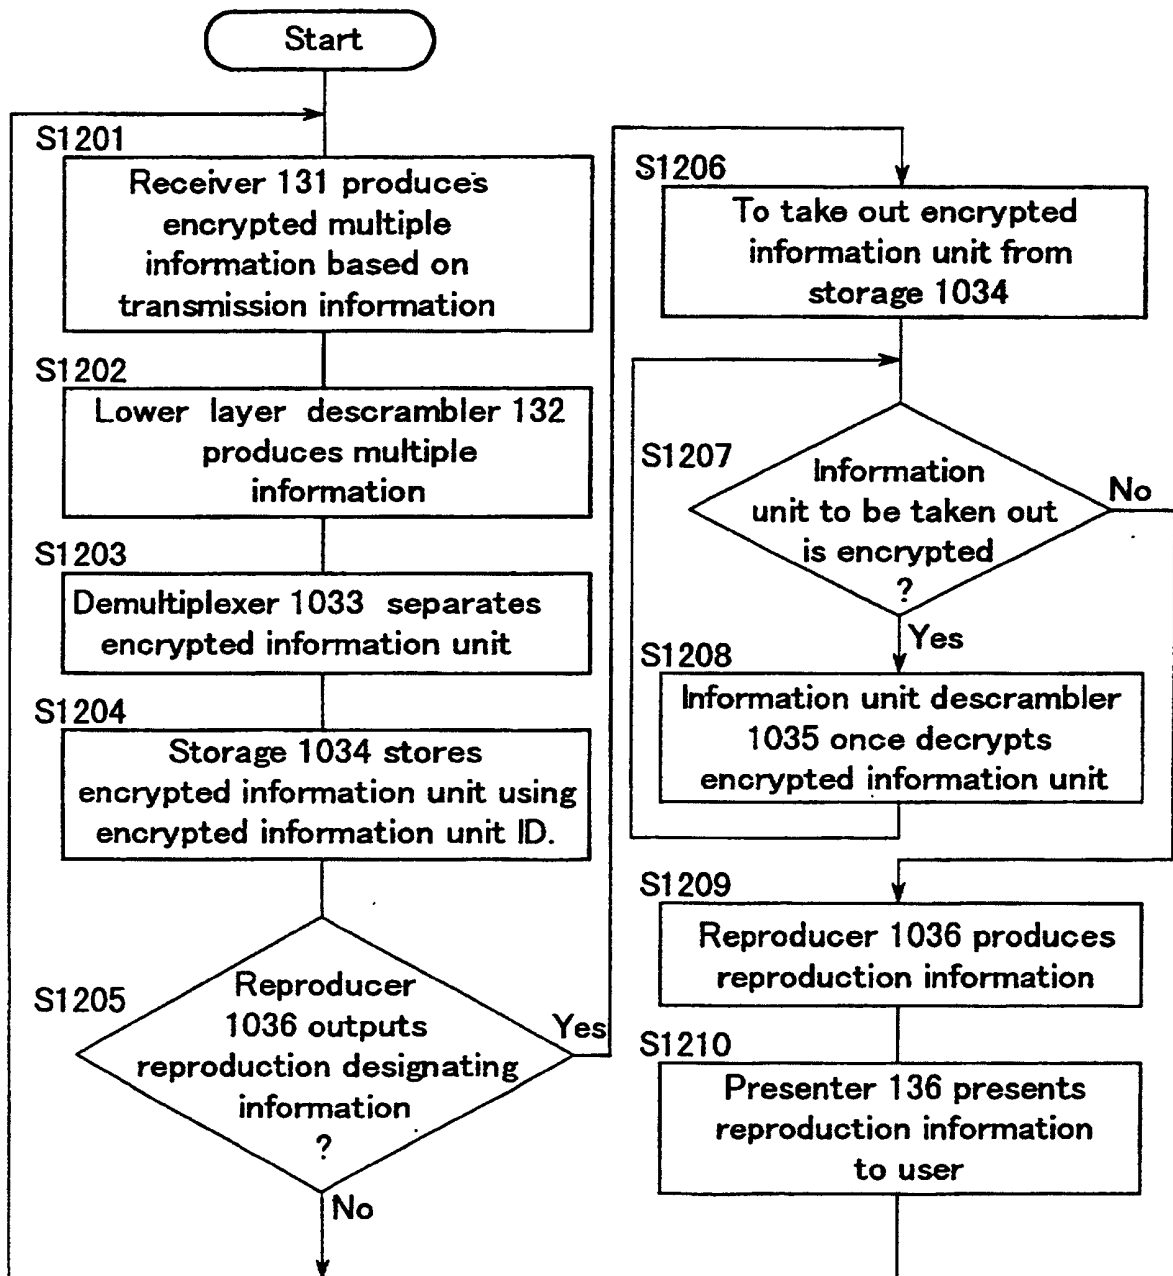 Start
S1201
Receiver 131 produces
encrypted multiple
information based on
transmission information
S1202
Lower layer descrambler 132
produces multiple
information
S1203
Demultiplexer 1033 separates
encrypted information unit
S1204
Storage 1034 stores
encrypted information unit using
encrypted information unit ID.
S1205
Reproducer
1036 outputs
reproduction designating
information
?
Yes
No
S1206
To take out encrypted
information unit from
storage 1034
S1207
Information
unit to be taken out
is encrypted
?
No
Yes
S1208
Information unit descrambler
1035 once decrypts
encrypted information unit
S1209
Reproducer 1036 produces
reproduction information
S1210
Presenter 136 presents
reproduction information
to user